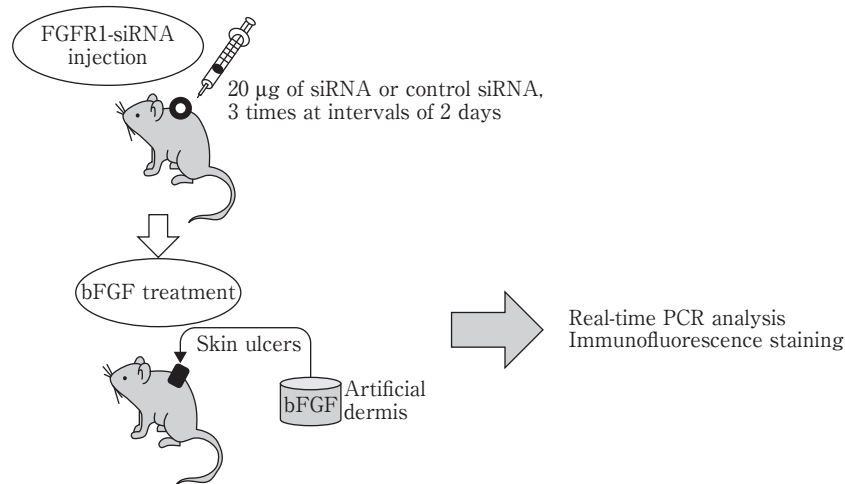 FGFR1-siRNA
injection
20 μg of siRNA or control siRNA,
3 times at intervals of 2 days
bFGF treatment
Skin ulcers
bFGF
Artificial
dermis
Real-time PCR analysis
Immunofluorescence staining